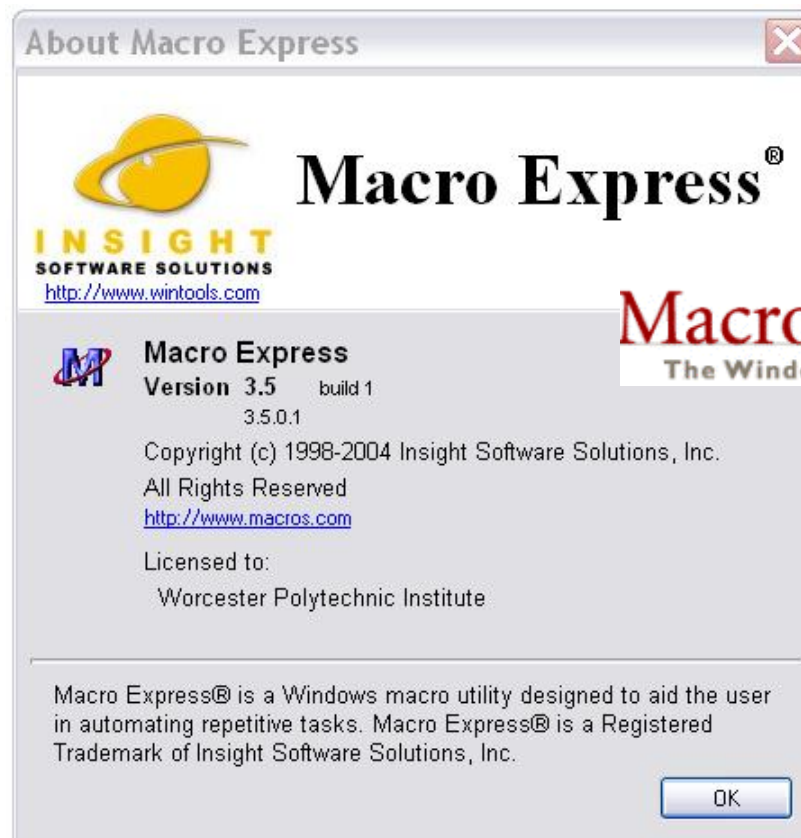 About Macro Express
Macro Express®
INSIGHT
SOFTWARE SOLUTIONS
http://www.wintools.com
Macro
The Wind
Macro Express
Version 3.5 build 1
3.5.0.1
Copyright (c) 1998-2004 Insight Software Solutions, Inc.
All Rights Reserved
http://www.macros.com
Licensed to:
Worcester Polytechnic Institute
Macro Express® is a Windows macro utility designed to aid the user
in automating repetitive tasks. Macro Express® is a Registered
Trademark of Insight Software Solutions, Inc.
OK